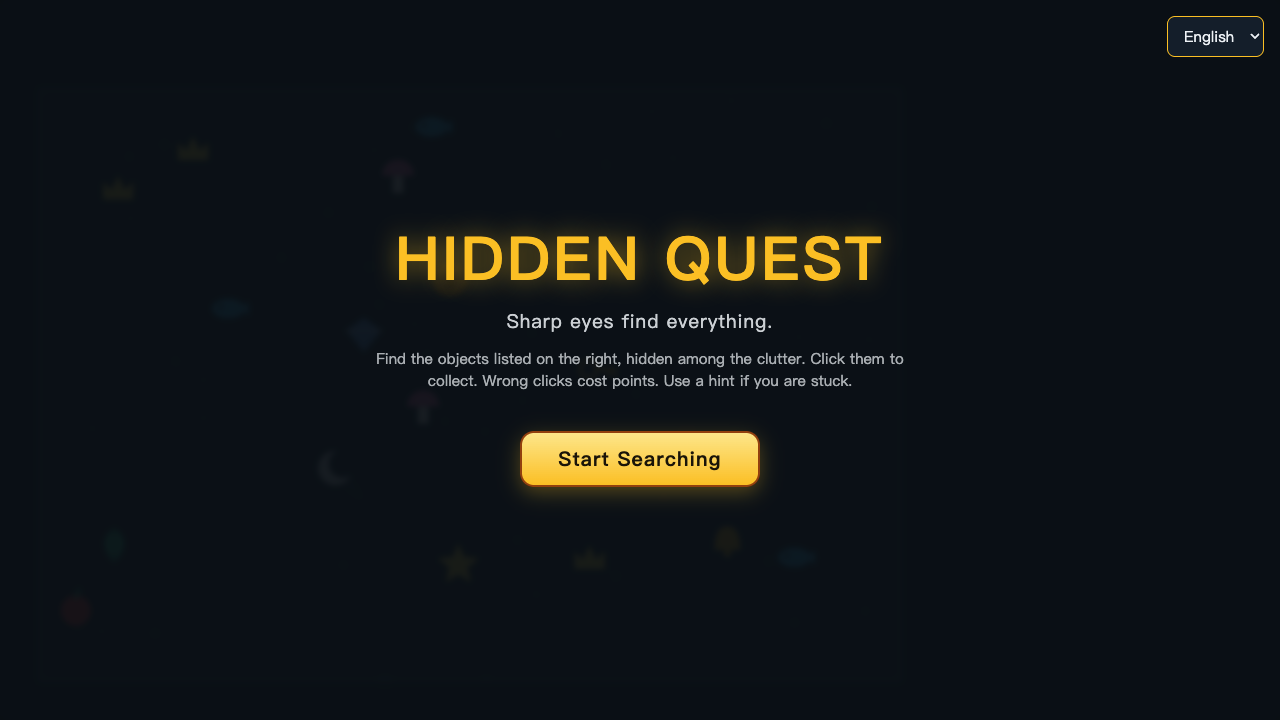 English
HIDDEN QUEST
Sharp eyes find everything.
Find the objects listed on the right, hidden among the clutter. Click them to
collect. Wrong clicks cost points. Use a hint if you are stuck.
Start Searching